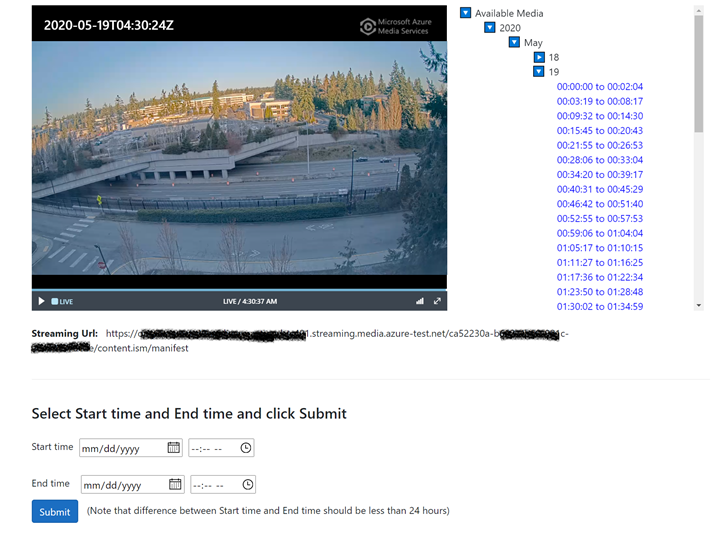 2020-05-19T04:30:24Z
Microsoft Azure
Media Services
LIVE
LIVE / 4:30:37 AM
Available Media
2020
May
18
19
00:00:00 to 00:02:04
00:03:19 to 00:08:17
00:09:32 to 00:14:30
00:15:45 to 00:20:43
00:21:55 to 00:26:53
00:28:06 to 00:33:04
00:34:20 to 00:39:17
00:40:31 to 00:45:29
00:46:42 to 00:51:40
00:52:55 to 00:57:53
00:59:06 to 01:04:04
01:05:17 to 01:10:15
01:11:27 to 01:16:25
01:17:36 to 01:22:34
01:23:50 to 01:28:48
01:30:02 to 01:34:59
Streaming Url: https:// 1.streaming.media.azure-test.net/ca52230a- c-
e/content.ism/manifest
Select Start time and End time and click Submit
Start time mm/dd/yyyy --:-- --
End time mm/dd/yyyy --:-- --
Submit (Note that difference between Start time and End time should be less than 24 hours)